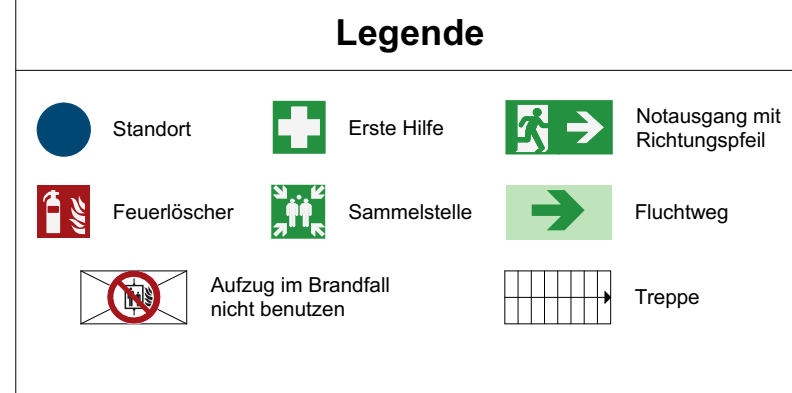 Legende
Standort
Erste Hilfe
Notausgang mit
Richtungspfeil
Feuerlöscher
Sammelstelle
Fluchtweg
Aufzug im Brandfall
nicht benutzen
Treppe